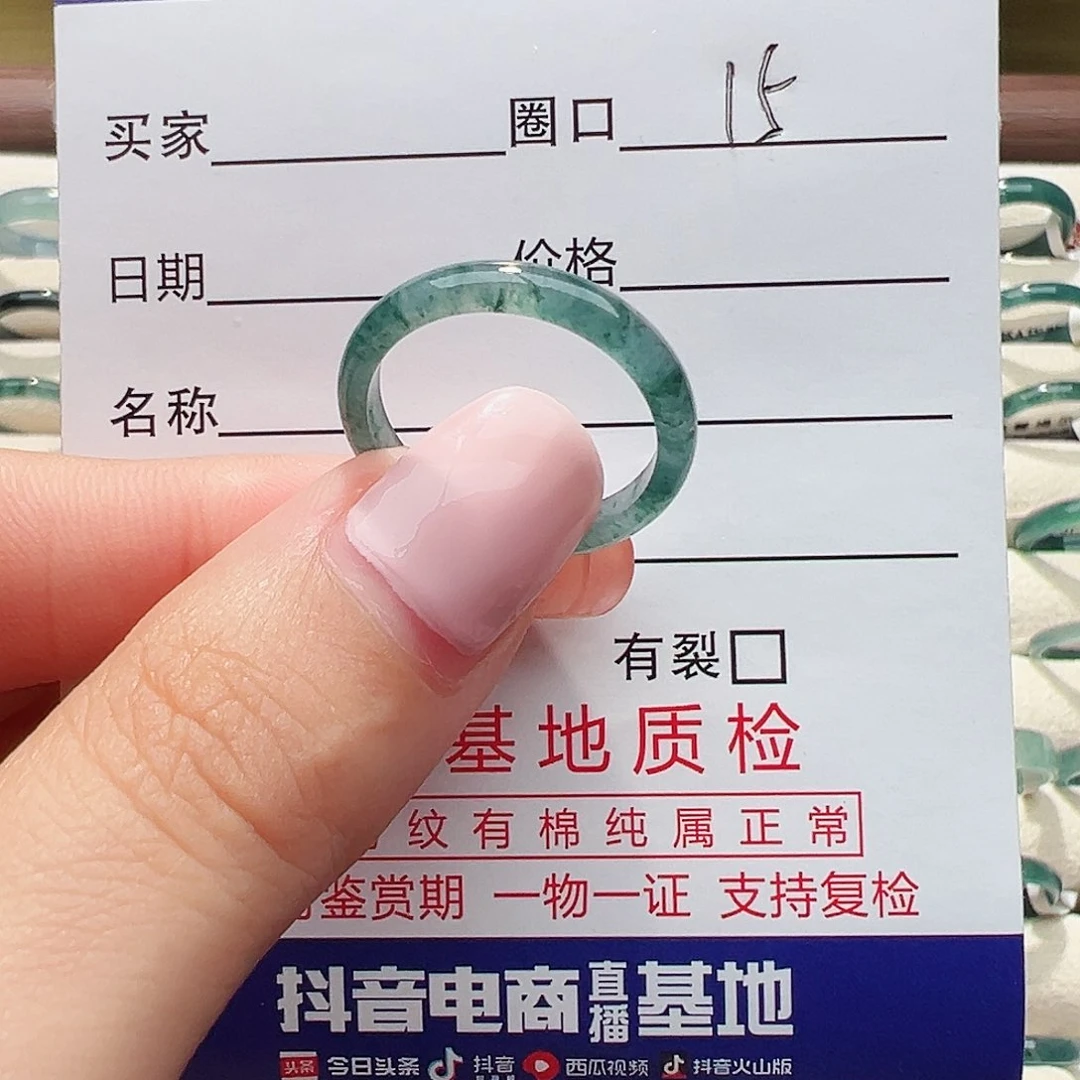 买家 圈口 15
日期 价格
名称
有裂
基地质检
纹有棉纯属正常
鉴赏期 一物一证 支持复检
抖音电商直播基地
头条 今日头条 抖音 西瓜视频 抖音火山版